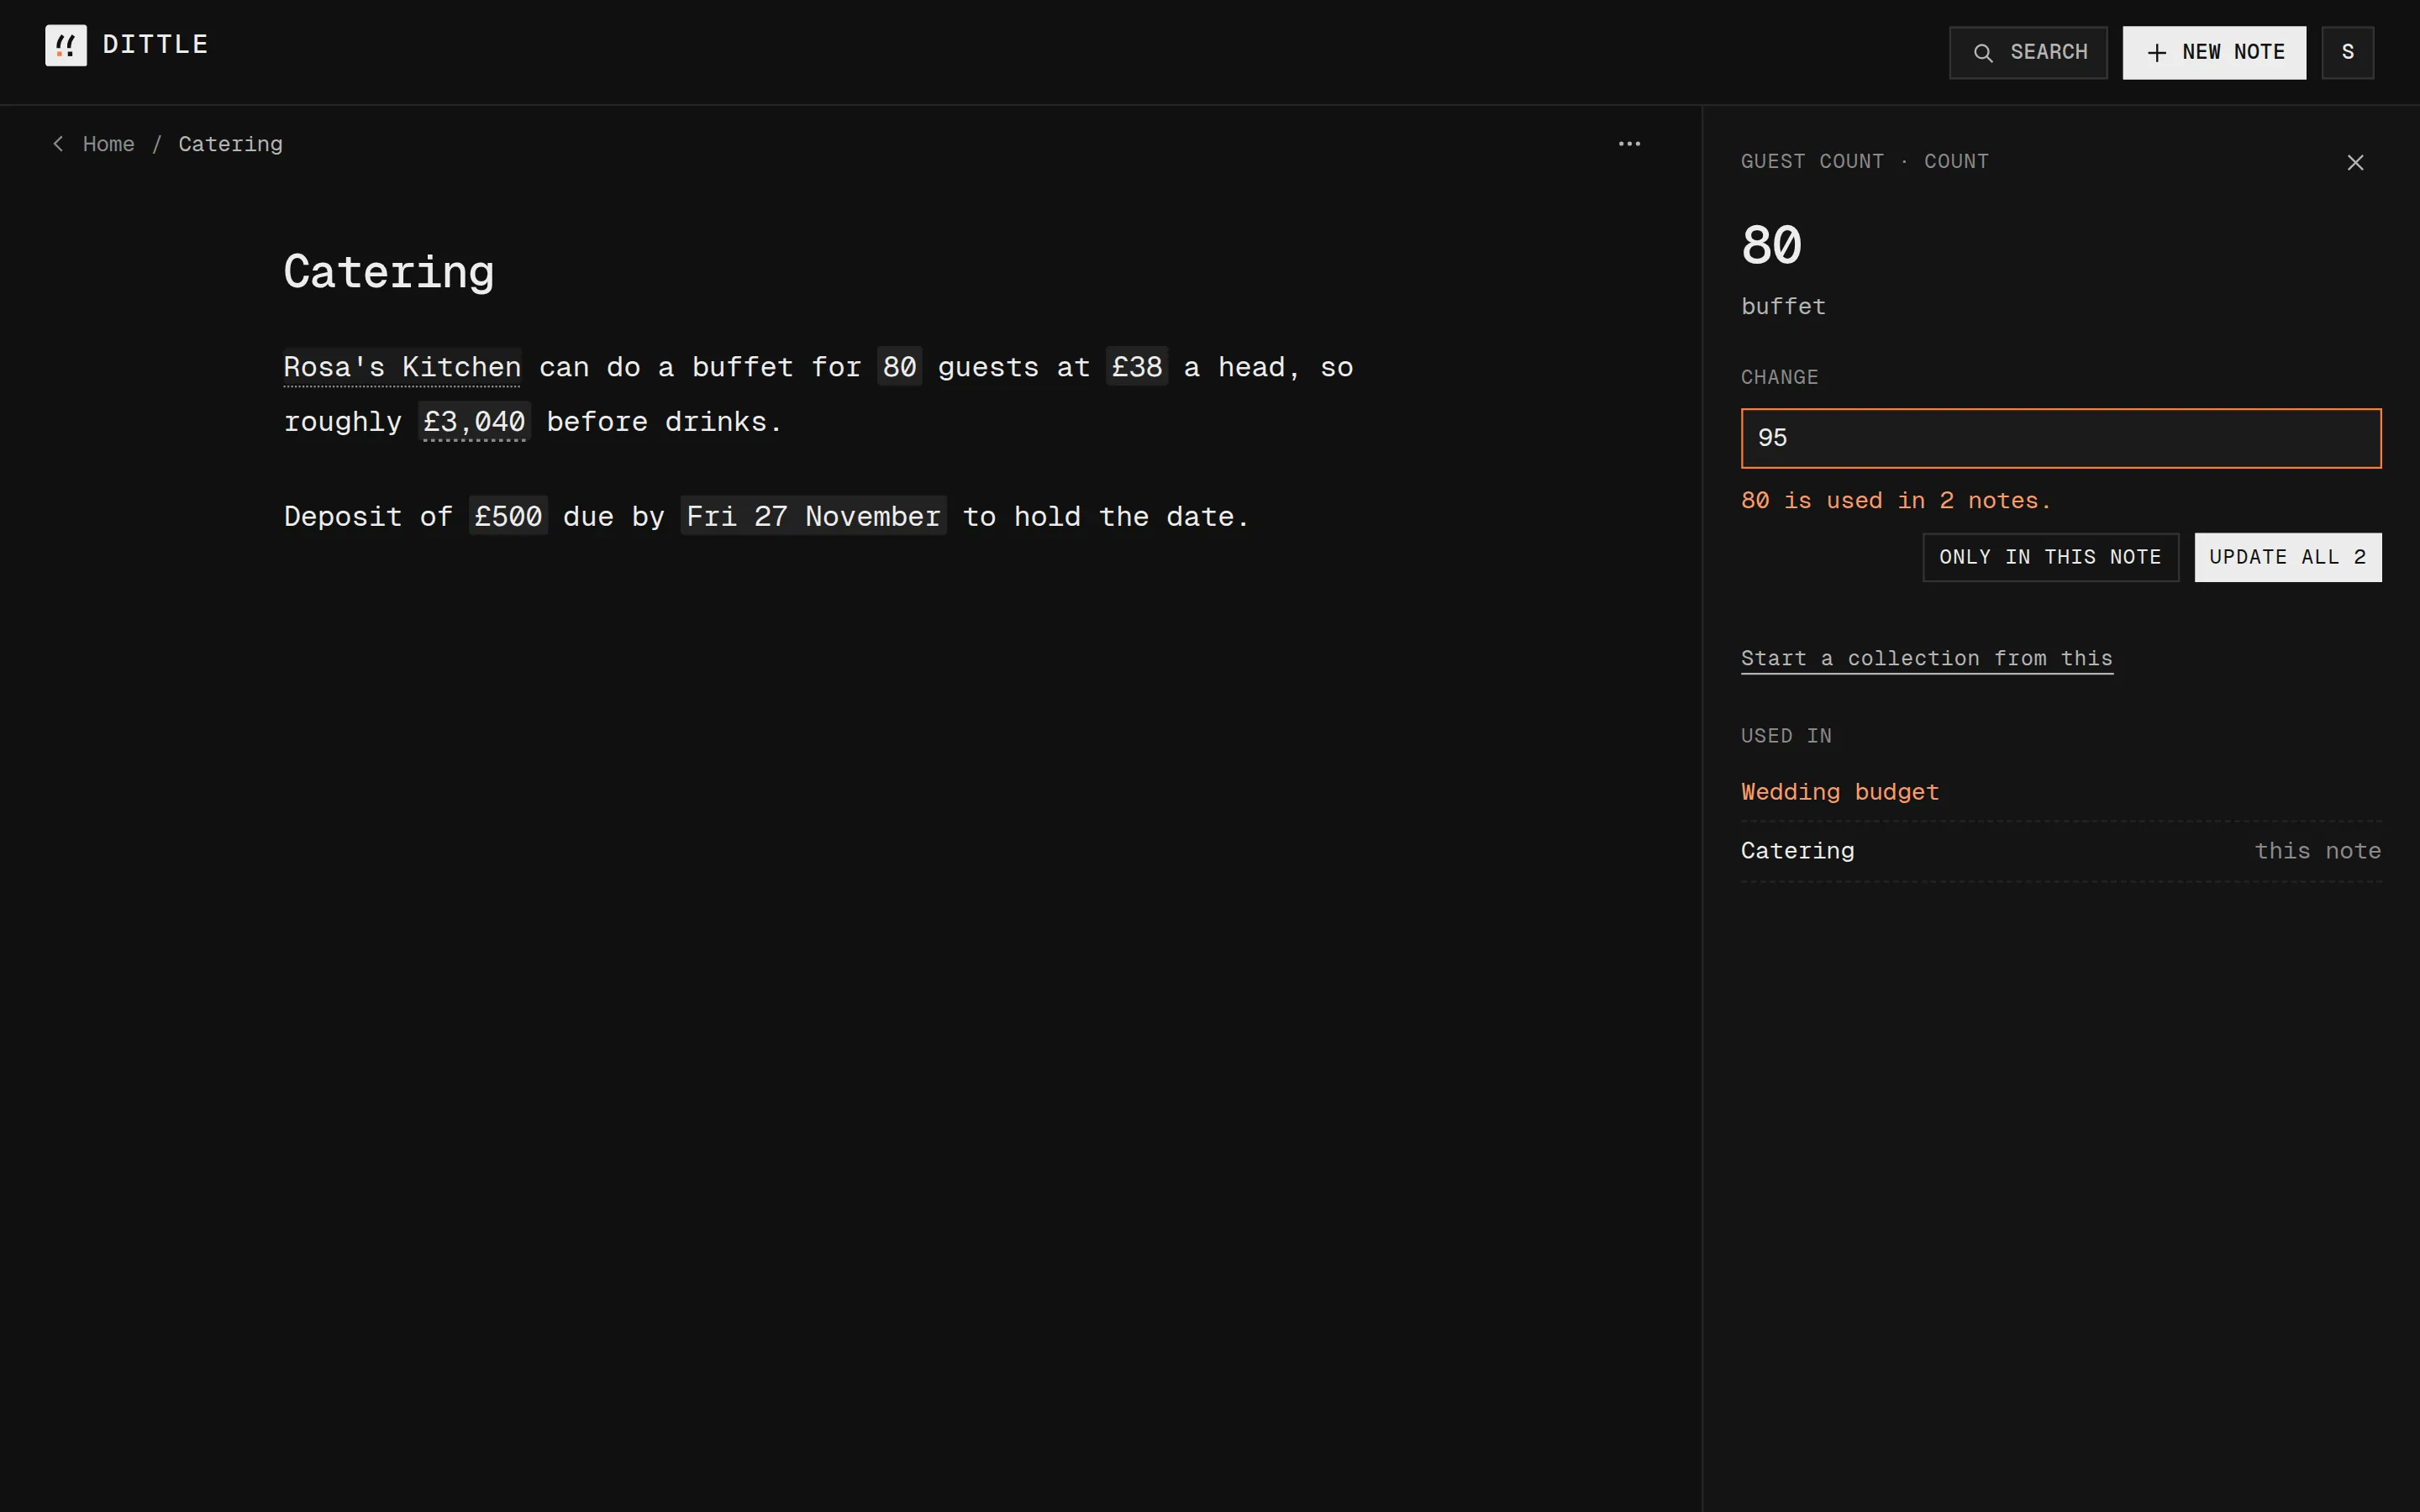 DITTLE
SEARCH
+ NEW NOTE
S
Home / Catering
GUEST COUNT · COUNT
Catering
Rosa's Kitchen can do a buffet for 80 guests at £38 a head, so
roughly £3,040 before drinks.
Deposit of £500 due by Fri 27 November to hold the date.
80
buffet
CHANGE
95
80 is used in 2 notes.
ONLY IN THIS NOTE
UPDATE ALL 2
Start a collection from this
USED IN
Wedding budget
Catering this note